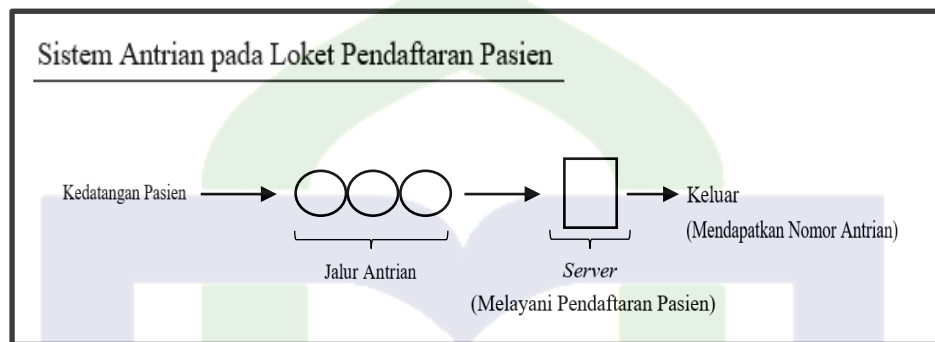 Sistem Antrian pada Loket Pendaftaran Pasien
Kedatangan Pasien
Keluar
(Mendapatkan Nomor Antrian)
Jalur Antrian
Server
(Melayani Pendaftaran Pasien)